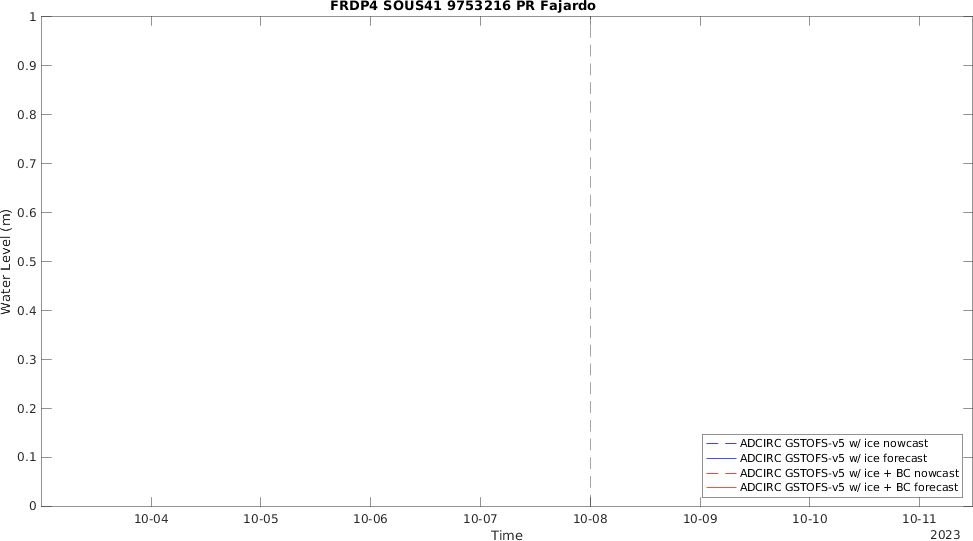 FRDP4 SOUS41 9753216 PR Fajardo
1
0.9
0.8
0.7
0.6
0.5
0.4
0.3
0.2
0.1
0
Water Level (m)
ADCIRC GSTOFS-v5 w/ ice nowcast
ADCIRC GSTOFS-v5 w/ ice forecast
ADCIRC GSTOFS-v5 w/ ice + BC nowcast
ADCIRC GSTOFS-v5 w/ ice + BC forecast
10-04 10-05 10-06 10-07 10-08 10-09 10-10 10-11
Time
2023